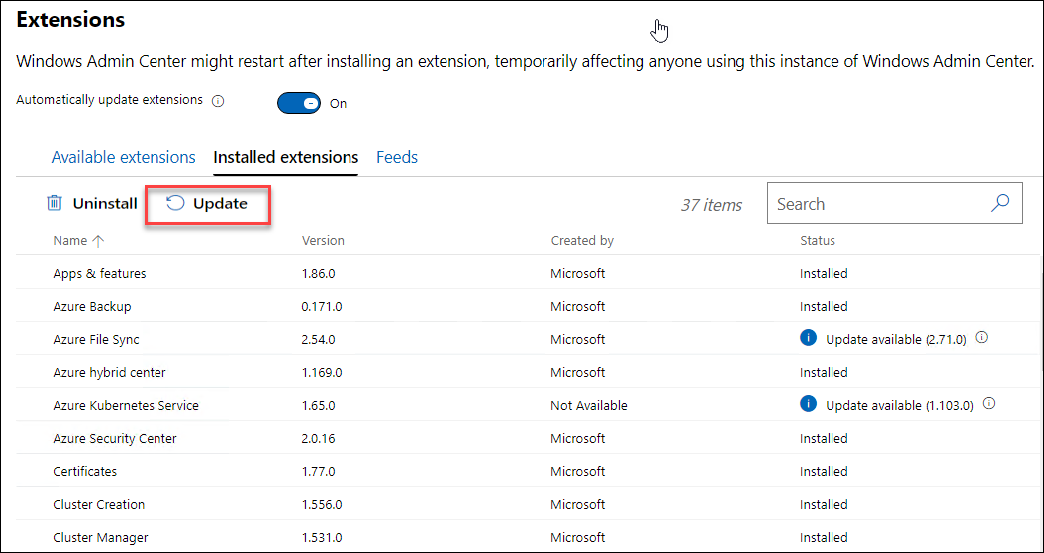 Extensions
Windows Admin Center might restart after installing an extension, temporarily affecting anyone using this instance of Windows Admin Center.
Automatically update extensions On
Available extensions Installed extensions Feeds
Uninstall Update 37 items Search
Name Version Created by Status
Apps & features 1.86.0 Microsoft Installed
Azure Backup 0.171.0 Microsoft Installed
Azure File Sync 2.54.0 Microsoft Update available (2.71.0)
Azure hybrid center 1.169.0 Microsoft Installed
Azure Kubernetes Service 1.65.0 Not Available Update available (1.103.0)
Azure Security Center 2.0.16 Microsoft Installed
Certificates 1.77.0 Microsoft Installed
Cluster Creation 1.556.0 Microsoft Installed
Cluster Manager 1.531.0 Microsoft Installed